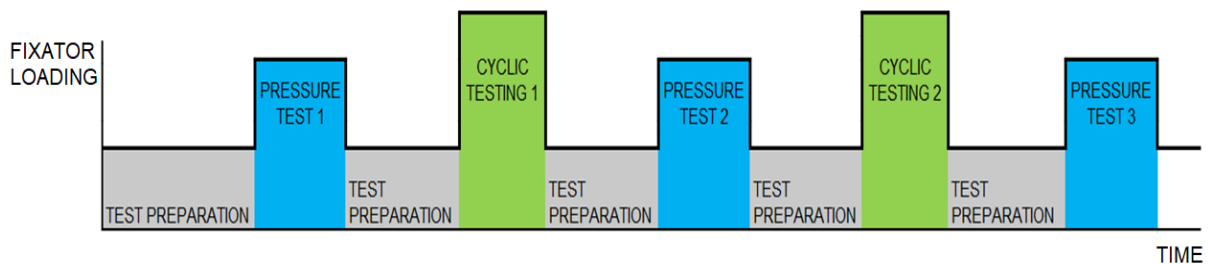 FIXATOR
LOADING
PRESSURE
TEST 1
CYCLIC
TESTING 1
PRESSURE
TEST 2
CYCLIC
TESTING 2
PRESSURE
TEST 3
TEST PREPARATION
TEST
PREPARATION
TEST
PREPARATION
TEST
PREPARATION
TEST
PREPARATION
TIME